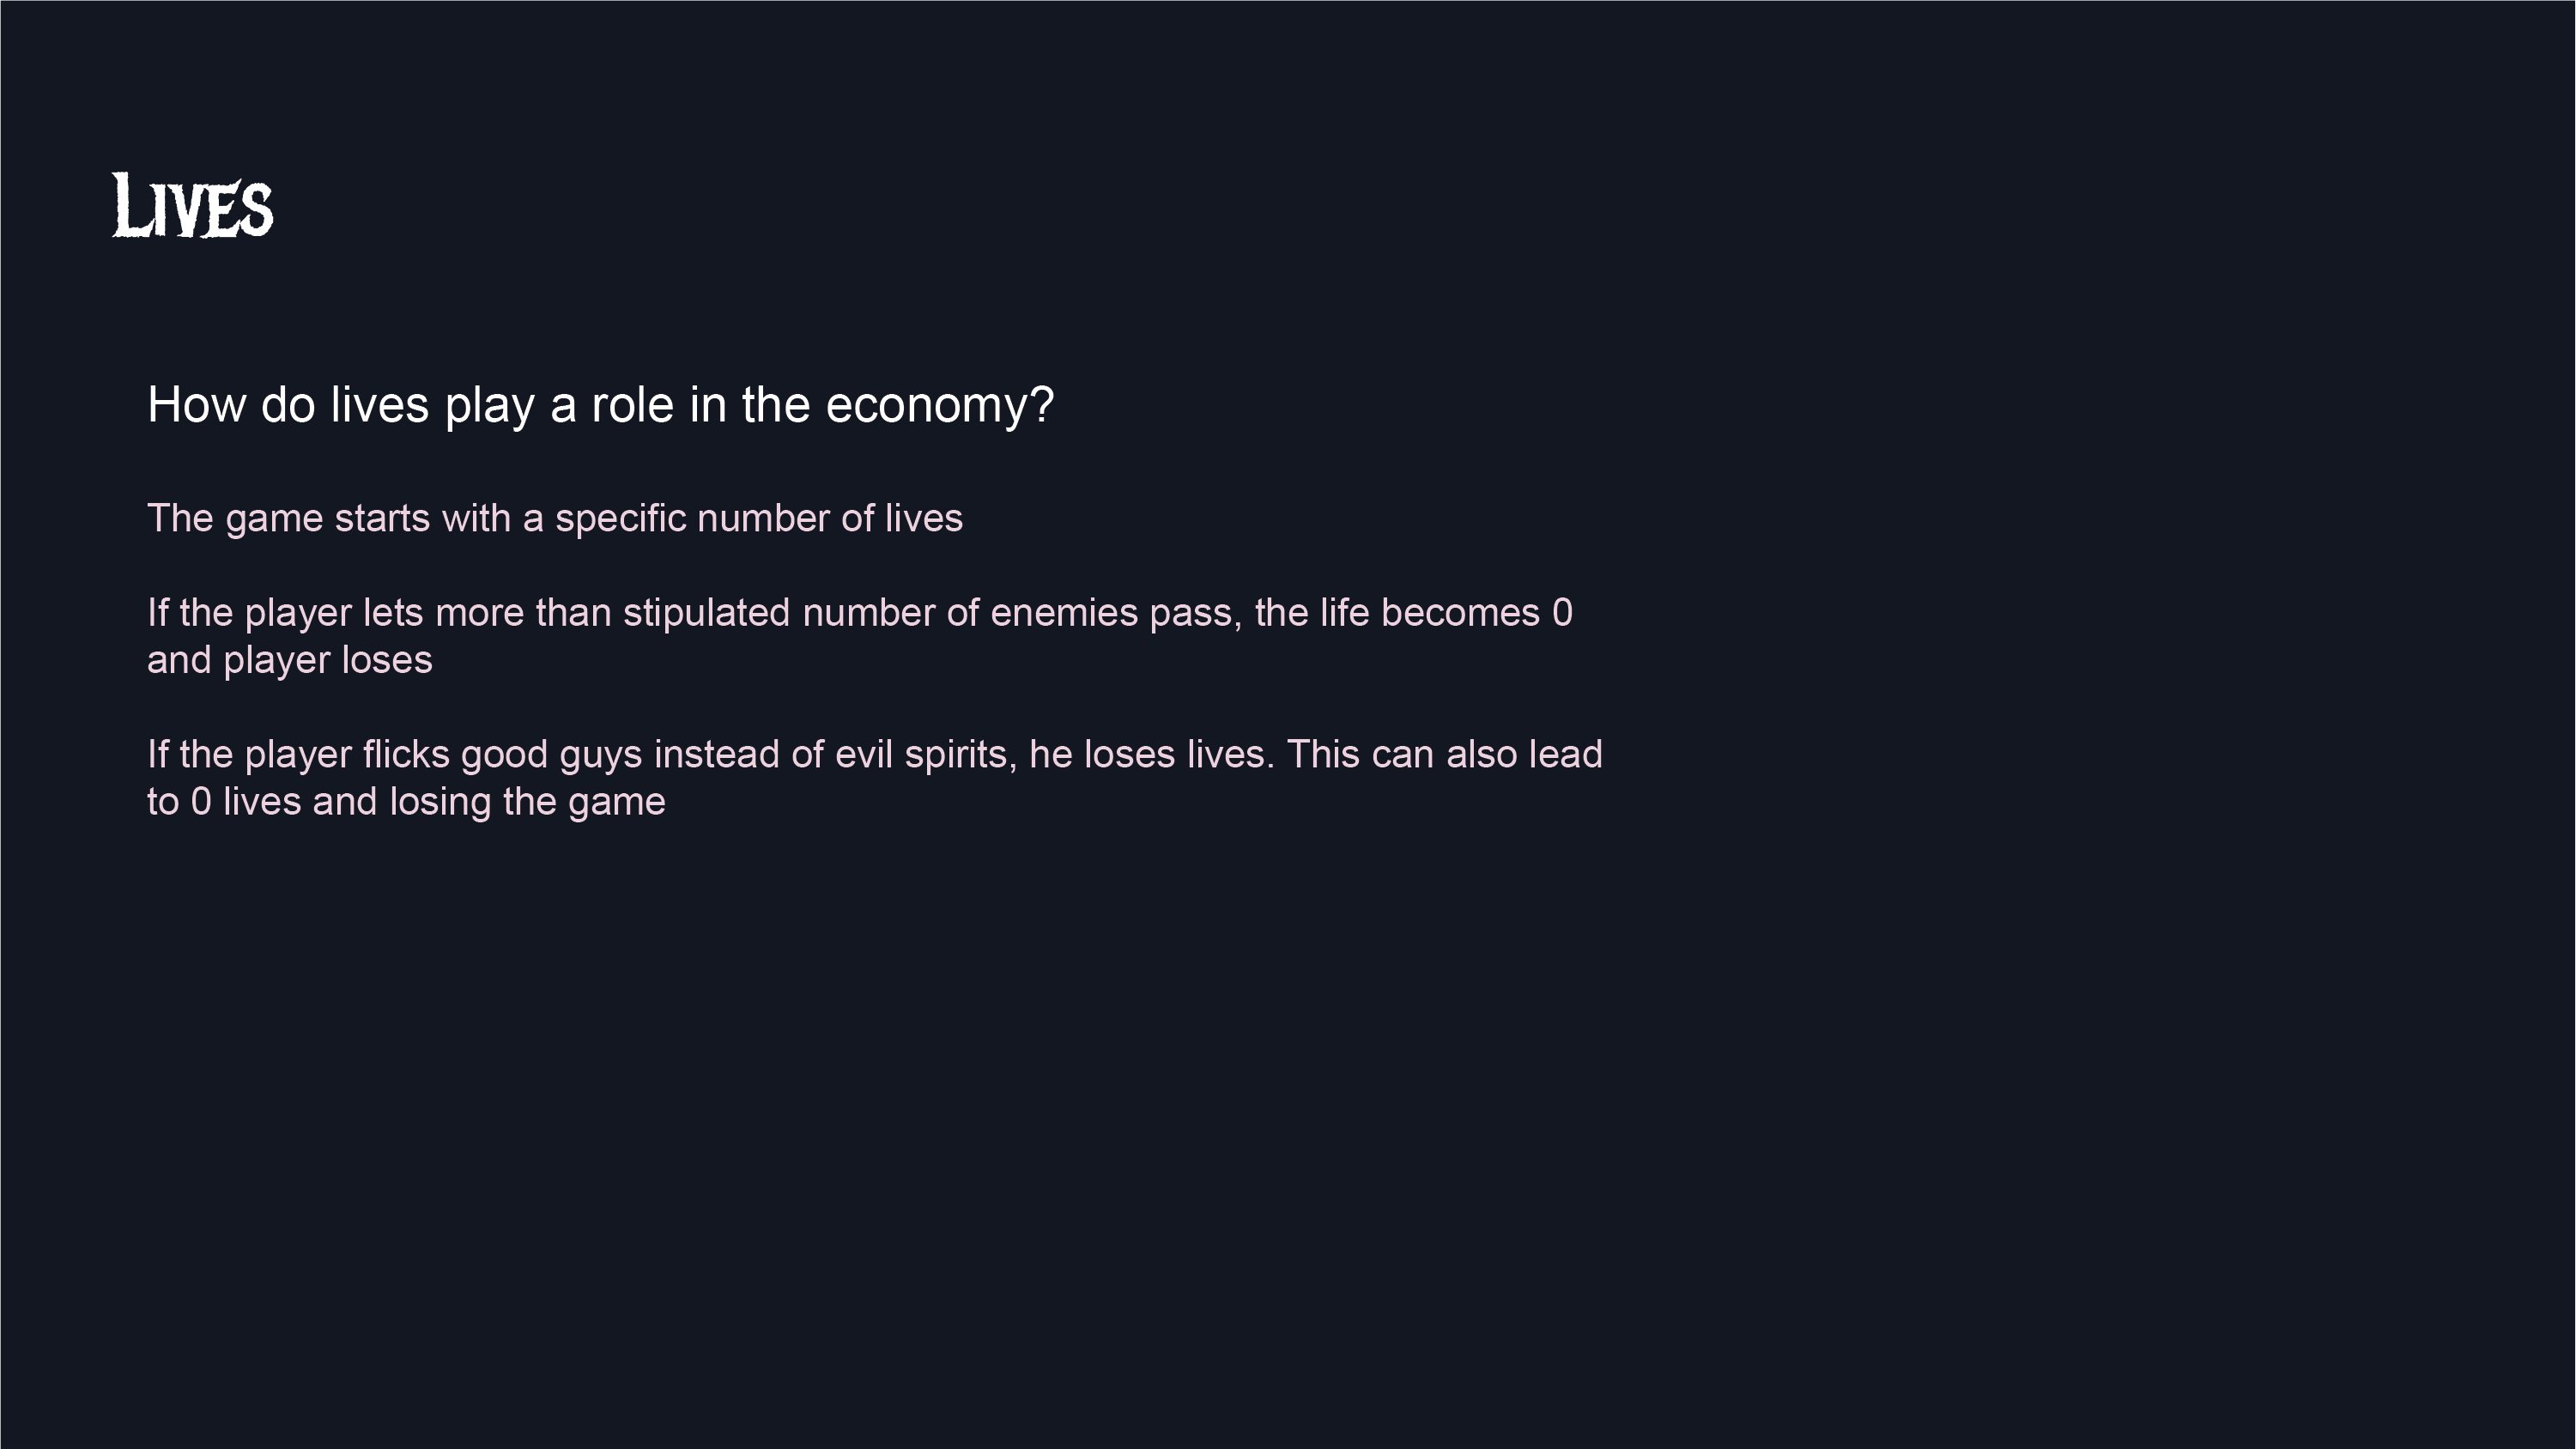 Lives
How do lives play a role in the economy?
The game starts with a specific number of lives
If the player lets more than stipulated number of enemies pass, the life becomes 0
and player loses
If the player flicks good guys instead of evil spirits, he loses lives. This can also lead
to 0 lives and losing the game